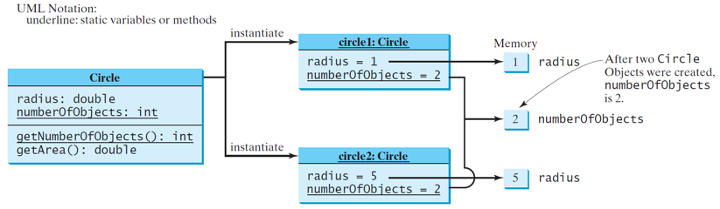 UML Notation:
underline: static variables or methods
Circle
radius: double
numberOfObjects: int
getNumberOfObjects(): int
getArea(): double
instantiate
circle1: Circle
radius = 1
numberOfObjects = 2
instantiate
circle2: Circle
radius = 5
numberOfObjects = 2
Memory
1 radius
2 numberOfObjects
5 radius
After two Circle
Objects were created,
numberOfObjects
is 2.